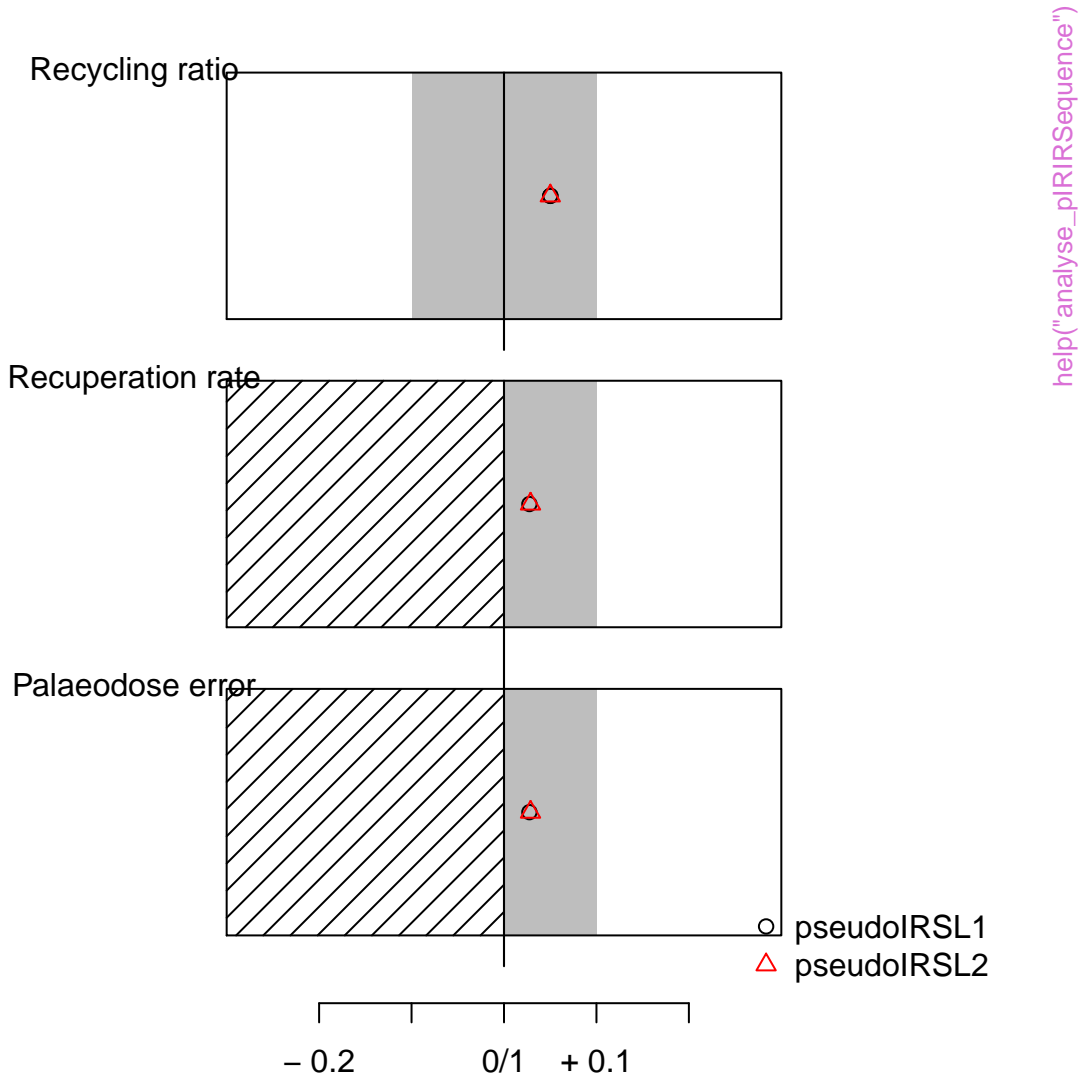 Recycling ratio
help("analyse_pIRIRSequence")
Recuperation rate
Palaeodose error
pseudoIRSL1
pseudoIRSL2
− 0.2 0/1 + 0.1